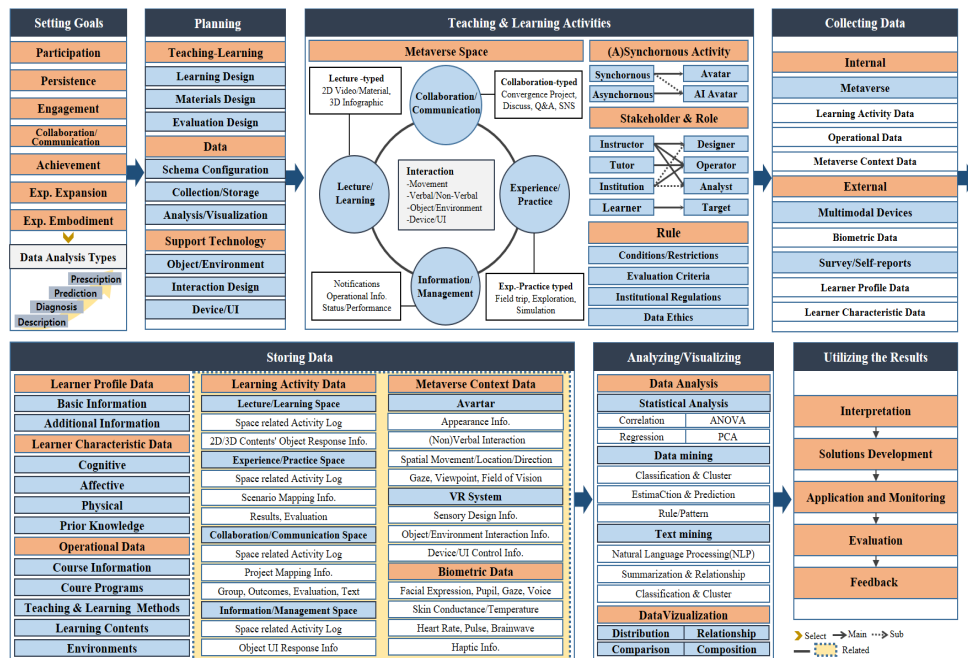 Setting Goals
Participation
Persistence
Engagement
Collaboration/
Communication
Achievement
Exp. Expansion
Exp. Embodiment
Data Analysis Types
Prescription
Prediction
Diagnosis
Description
Planning
Teaching-Learning
Learning Design
Materials Design
Evaluation Design
Data
Schema Configuration
Collection/Storage
Analysis/Visualization
Support Technology
Object/Environment
Interaction Design
Device/UI
Teaching & Learning Activities
Metaverse Space
Lecture -typed
2D Video/Material,
3D Infographic
Collaboration/
Communication
Collaboration-typed
Convergence Project,
Discuss, Q&A, SNS
Lecture/
Learning
Interaction
-Movement
-Verbal/Non-Verbal
-Object/Environment
-Device/UI
Experience/
Practice
Notifications
Operational Info.
Status/Performance
Information/
Management
Exp.-Practice typed
Field trip, Exploration,
Simulation
(A)Synchornous Activity
Synchornous
Avatar
Asynchornous
AI Avatar
Stakeholder & Role
Instructor
Designer
Tutor
Operator
Institution
Analyst
Learner
Target
Rule
Conditions/Restrictions
Evaluation Criteria
Institutional Regulations
Data Ethics
Collecting Data
Internal
Metaverse
Learning Activity Data
Operational Data
Metaverse Context Data
External
Multimodal Devices
Biometric Data
Survey/Self-reports
Learner Profile Data
Learner Characteristic Data
Storing Data
Learner Profile Data
Basic Information
Additional Information
Learner Characteristic Data
Cognitive
Affective
Physical
Prior Knowledge
Operational Data
Course Information
Coure Programs
Teaching & Learning Methods
Learning Contents
Environments
Learning Activity Data
Lecture/Learning Space
Space related Activity Log
2D/3D Contents' Object Response Info.
Experience/Practice Space
Space related Activity Log
Scenario Mapping Info.
Results, Evaluation
Collaboration/Communication Space
Space related Activity Log
Project Mapping Info.
Group, Outcomes, Evaluation, Text
Information/Management Space
Space related Activity Log
Object UI Response Info
Metaverse Context Data
Avartar
Appearance Info.
(Non)Verbal Interaction
Spatial Movement/Location/Direction
Gaze, Viewpoint, Field of Vision
VR System
Sensory Design Info.
Object/Environment Interaction Info.
Device/UI Control Info.
Biometric Data
Facial Expression, Pupil, Gaze, Voice
Skin Conductance/Temperature
Heart Rate, Pulse, Brainwave
Haptic Info.
Analyzing/Visualizing
Data Analysis
Statistical Analysis
Correlation
ANOVA
Regression
PCA
Data mining
Classification & Cluster
EstimaCtion & Prediction
Rule/Pattern
Text mining
Natural Language Processing(NLP)
Summarization & Relationship
Classification & Cluster
DataVizualization
Distribution
Relationship
Comparison
Composition
Utilizing the Results
Interpretation
Solutions Development
Application and Monitoring
Evaluation
Feedback
Select
Main
Sub
Related